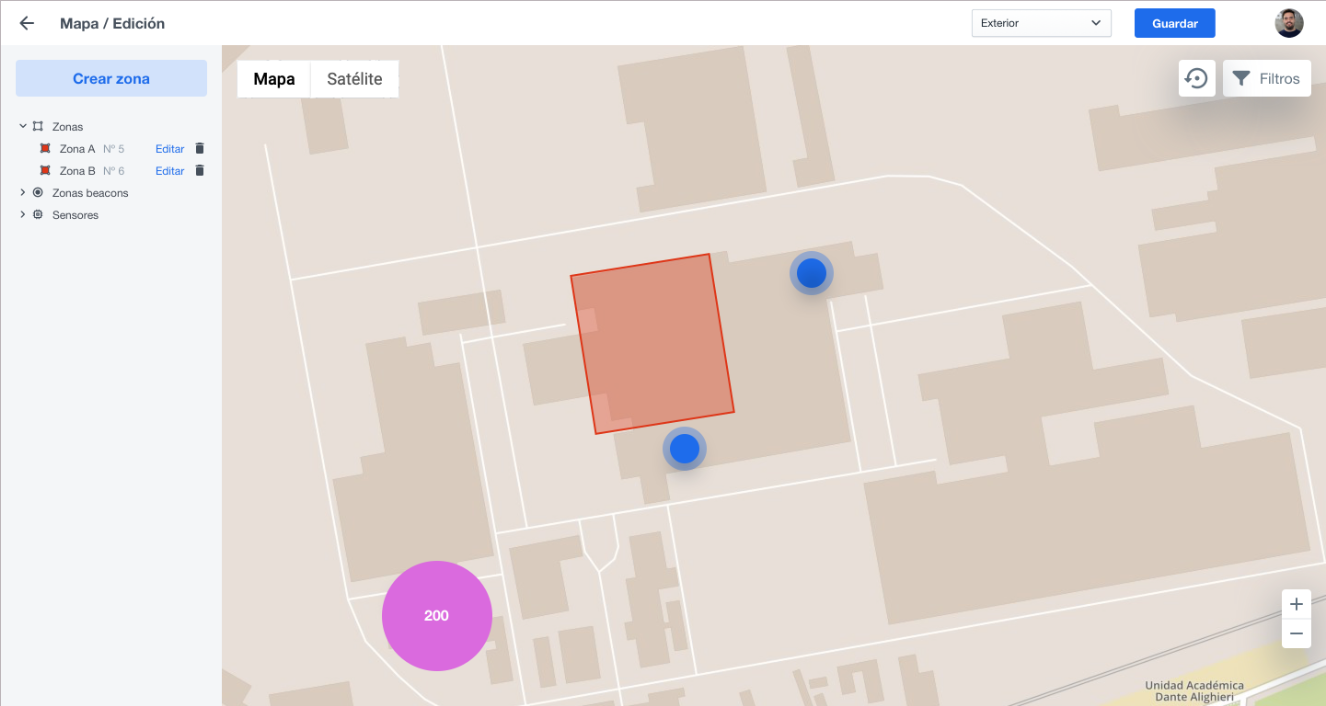 Mapa / Edición
Exterior
Guardar
Crear zona
Mapa
Satélite
Filtros
Zonas
Zona A Nº 5 Editar
Zona B Nº 6 Editar
Zonas beacons
Sensores
200
+
−
Unidad Académica
Dante Alighieri